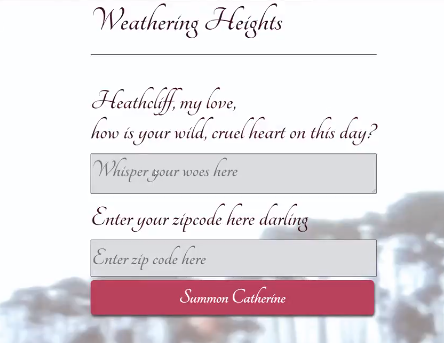 Weathering Heights
Heathcliff, my love,
how is your wild, cruel heart on this day?
Whisper your woes here
Enter your zipcode here darling
Enter zip code here
Summon Catherine